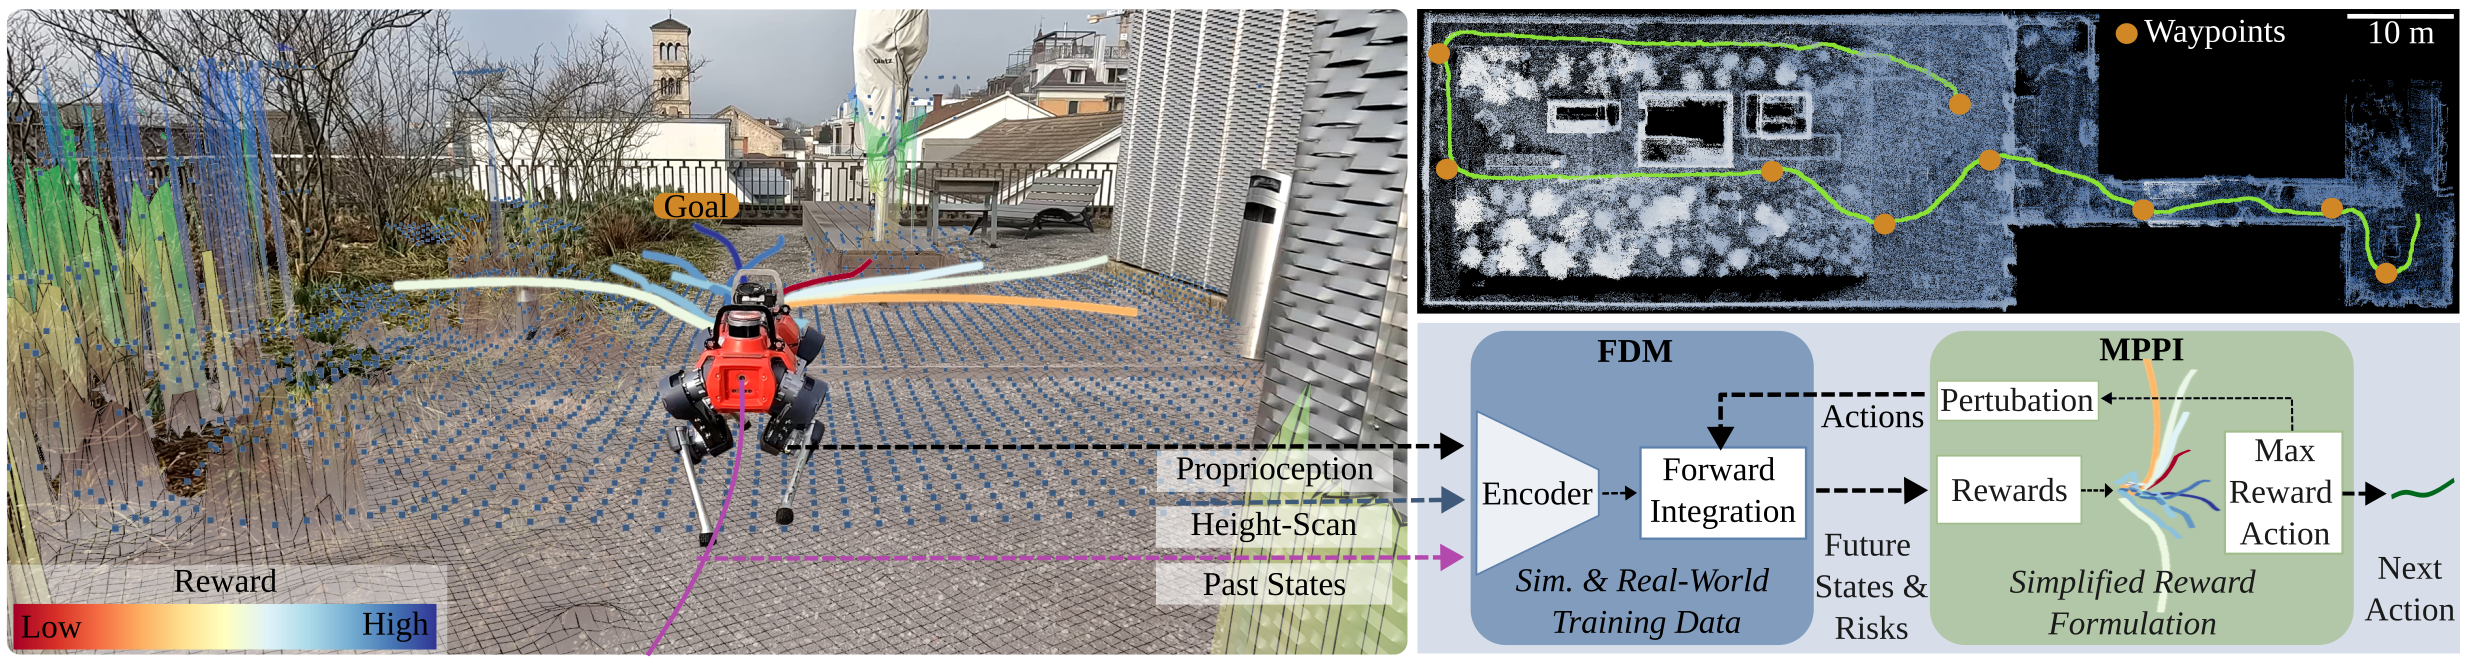 Goal
Reward
Low
High
Proprioception
Height-Scan
Past States
Waypoints
10 m
FDM
Encoder
Forward
Integration
Sim. & Real-World
Training Data
Actions
Future
States &
Risks
MPPI
Pertubation
Rewards
Max
Reward
Action
Simplified Reward
Formulation
Next
Action